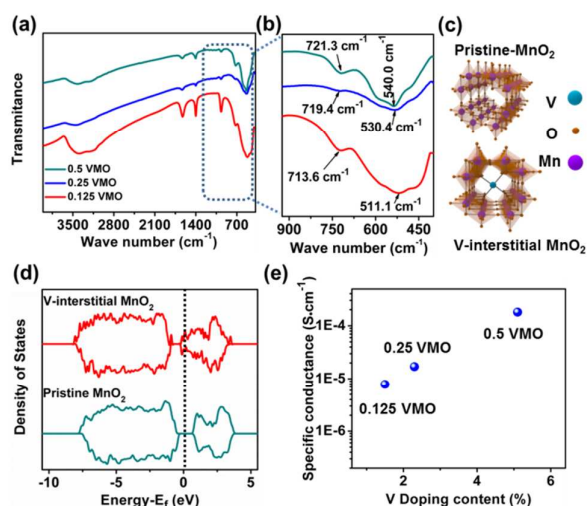 (a)
Transmitance
0.5 VMO
0.25 VMO
0.125 VMO
3900 3000 2100 1500 700
Wave number (cm⁻¹)
(b)
721.3 cm⁻¹
540.0 cm⁻¹
719.4 cm⁻¹
530.4 cm⁻¹
713.6 cm⁻¹
511.1 cm⁻¹
900 750 600 450
Wave number (cm⁻¹)
(c)
Pristine-MnO₂
V
O
Mn
V-interstitial MnO₂
(d)
V-interstitial MnO₂
Pristine MnO₂
Density of States
-10 -5 0 5
Energy-E_f (eV)
(e)
Specific conductance (S.cm⁻¹)
1E-4
1E-5
1E-6
0.5 VMO
0.25 VMO
0.125 VMO
2 4 6
V Doping content (%)